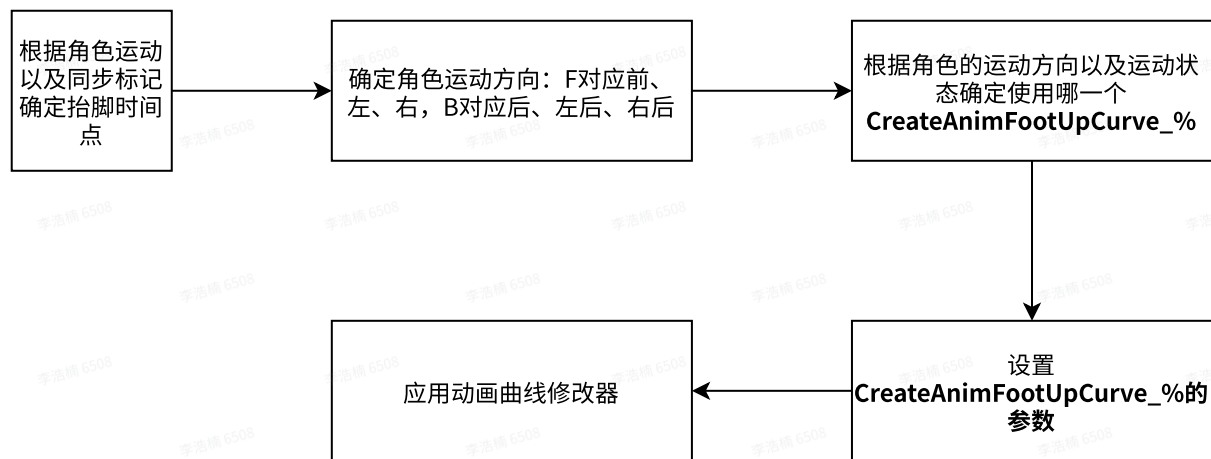 根据角色运动
以及同步标记
确定抬脚时间
点
确定角色运动方向：F对应前、
左、右，B对应后、左后、右后
根据角色的运动方向以及运动状
态确定使用哪一个
CreateAnimFootUpCurve_%
设置
CreateAnimFootUpCurve_%的
参数
应用动画曲线修改器
李浩楠 6508